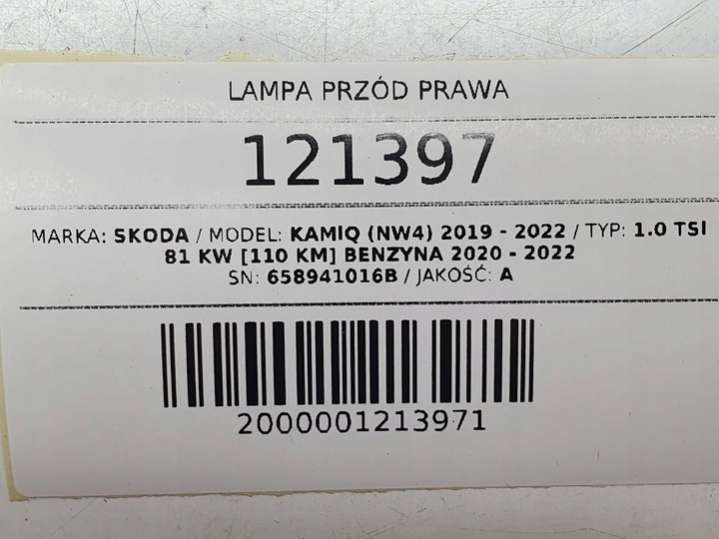 LAMPA PRZÓD PRAWA
121397
MARKA: SKODA / MODEL: KAMIQ (NW4) 2019 - 2022 / TYP: 1.0 TSI
81 KW [110 KM] BENZYNA 2020 - 2022
SN: 658941016B / JAKOŚĆ: A
2000001213971